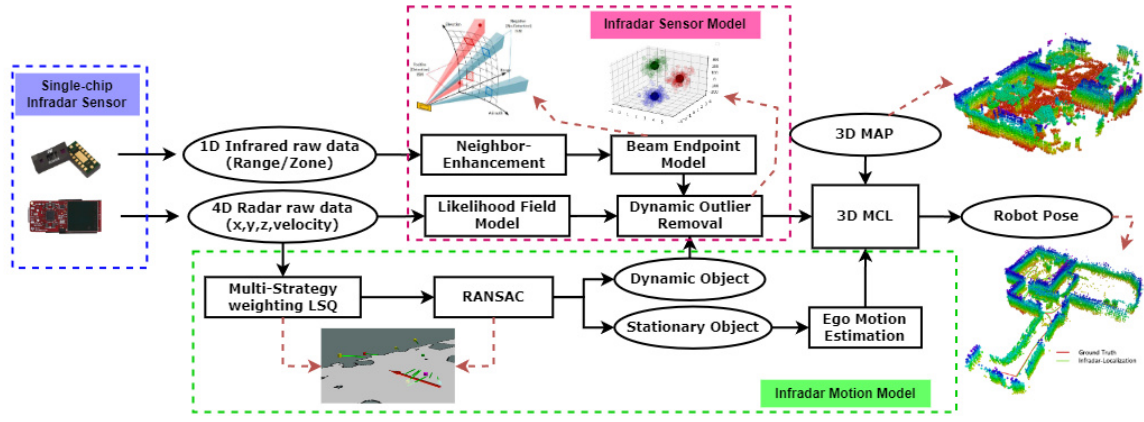 Infradar Sensor Model
Single-chip
Infradar Sensor
1D Infrared raw data
(Range/Zone)
Neighbor-
Enhancement
Beam Endpoint
Model
3D MAP
4D Radar raw data
(x,y,z,velocity)
Likelihood Field
Model
Dynamic Outlier
Removal
3D MCL
Robot Pose
Multi-Strategy
weighting LSQ
RANSAC
Dynamic Object
Stationary Object
Ego Motion
Estimation
Ground Truth
Infradar-Localization
Infradar Motion Model